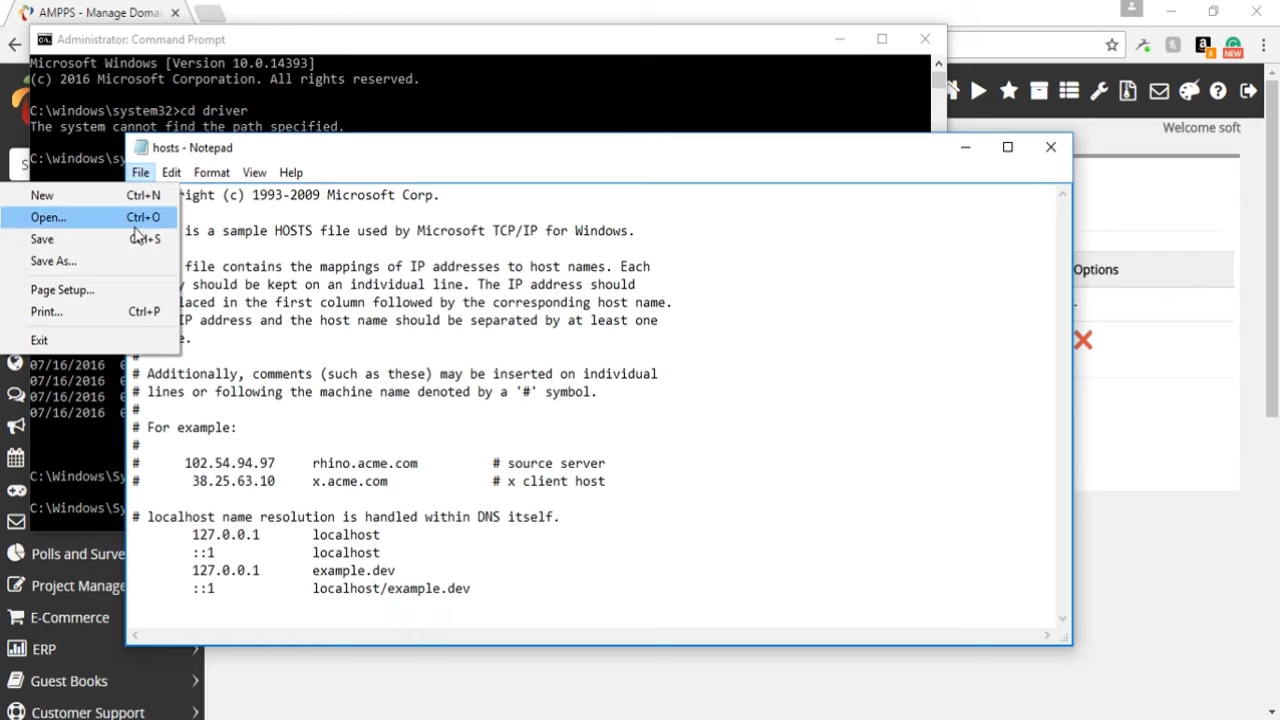 AMPPS - Manage Doma
Administrator: Command Prompt
Microsoft Windows [Version 10.0.14393]
(c) 2016 Microsoft Corporation. All rights reserved.
C:\windows\system32>cd driver
The system cannot find the path specified.
C:\windows\sy
NEW
Welcome soft
Options
hosts - Notepad
File Edit Format View Help
New Ctrl+N
Open... Ctrl+O
Save Ctrl+S
Save As...
Page Setup...
Print... Ctrl+P
Exit
right (c) 1993-2009 Microsoft Corp.
is a sample HOSTS file used by Microsoft TCP/IP for Windows.
file contains the mappings of IP addresses to host names. Each
y should be kept on an individual line. The IP address should
laced in the first column followed by the corresponding host name.
IP address and the host name should be separated by at least one
e.
#
# Additionally, comments (such as these) may be inserted on individual
# lines or following the machine name denoted by a '#' symbol.
#
# For example:
#
# 102.54.94.97 rhino.acme.com # source server
# 38.25.63.10 x.acme.com # x client host
# localhost name resolution is handled within DNS itself.
127.0.0.1 localhost
::1 localhost
127.0.0.1 example.dev
::1 localhost/example.dev
07/16/2016 0
07/16/2016
07/16/2016 0
07/16/2016 0
C:\Windows\Sy
C:\Windows\Sy
Polls and Surve
Project Manage
E-Commerce
ERP
Guest Books
Customer Support